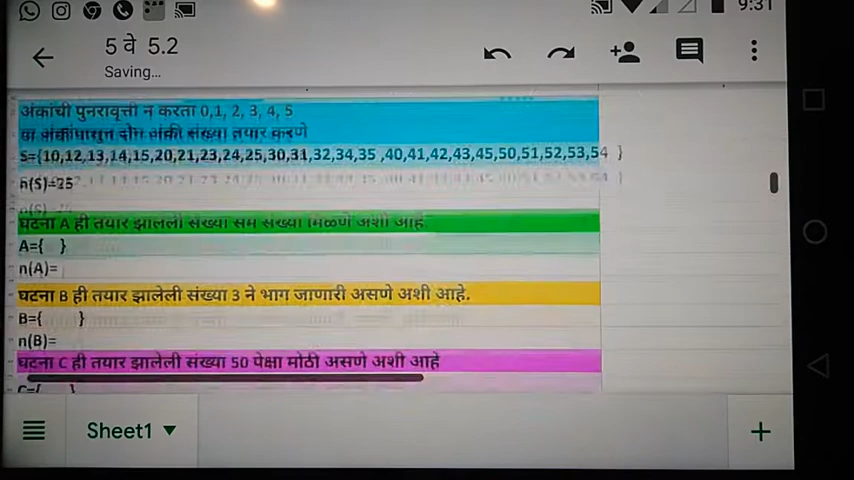 9:31
5 वे 5.2
Saving...
अंकांची पुनरावृत्ती न करता 0,1, 2, 3, 4, 5
या अंकांपासून दोन अंकी संख्या तयार करणे
S={10,12,13,14,15,20,21,23,24,25,30,31,32,34,35 ,40,41,42,43,45,50,51,52,53,54 }
n(S)=25
घटना A ही तयार झालेली संख्या सम संख्या मिळणे अशी आहे.
A={ }
n(A)=
घटना B ही तयार झालेली संख्या 3 ने भाग जाणारी असणे अशी आहे.
B={ }
n(B)=
घटना C ही तयार झालेली संख्या 50 पेक्षा मोठी असणे अशी आहे
C={ }
Sheet1